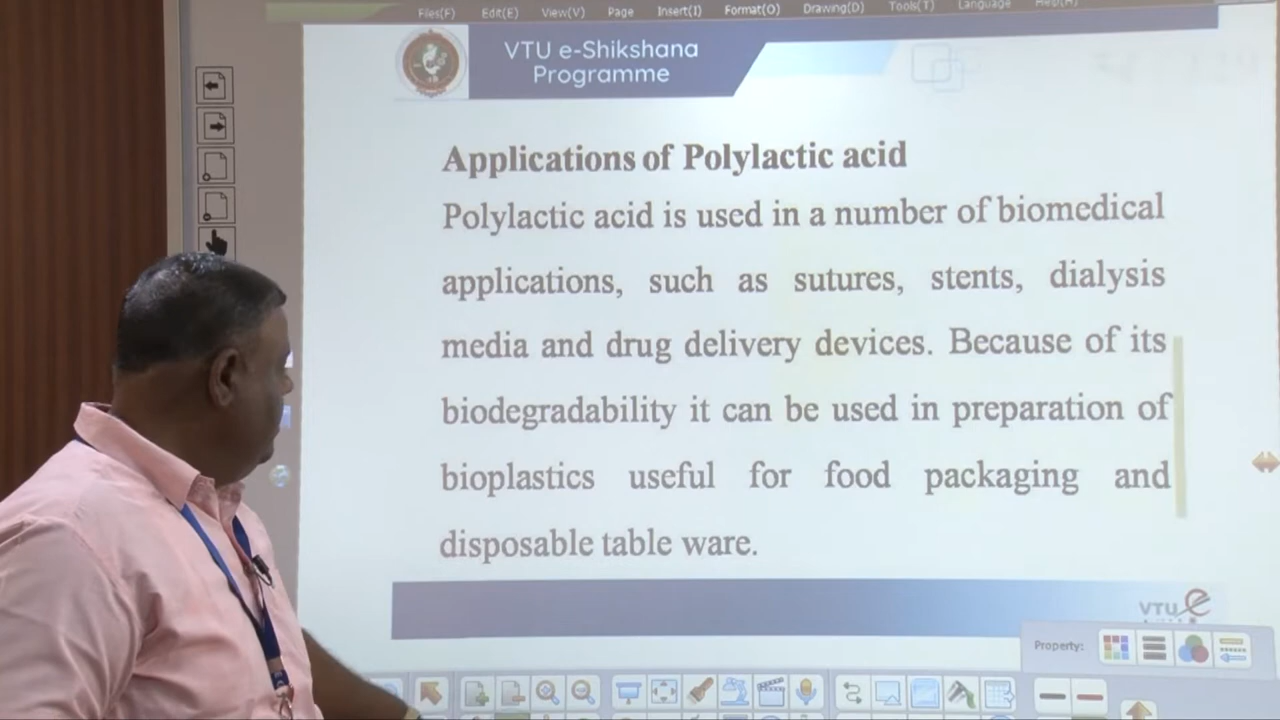 Files(F) Edit(E) View(V) Page Insert(I) Format(O) Drawing(D) Tools(T) Language Help(H)
VTU e-Shikshana
Programme
Applications of Polylactic acid
Polylactic acid is used in a number of biomedical
applications, such as sutures, stents, dialysis
media and drug delivery devices. Because of its
biodegradability it can be used in preparation of
bioplastics useful for food packaging and
disposable table ware.
VTU e
Property: